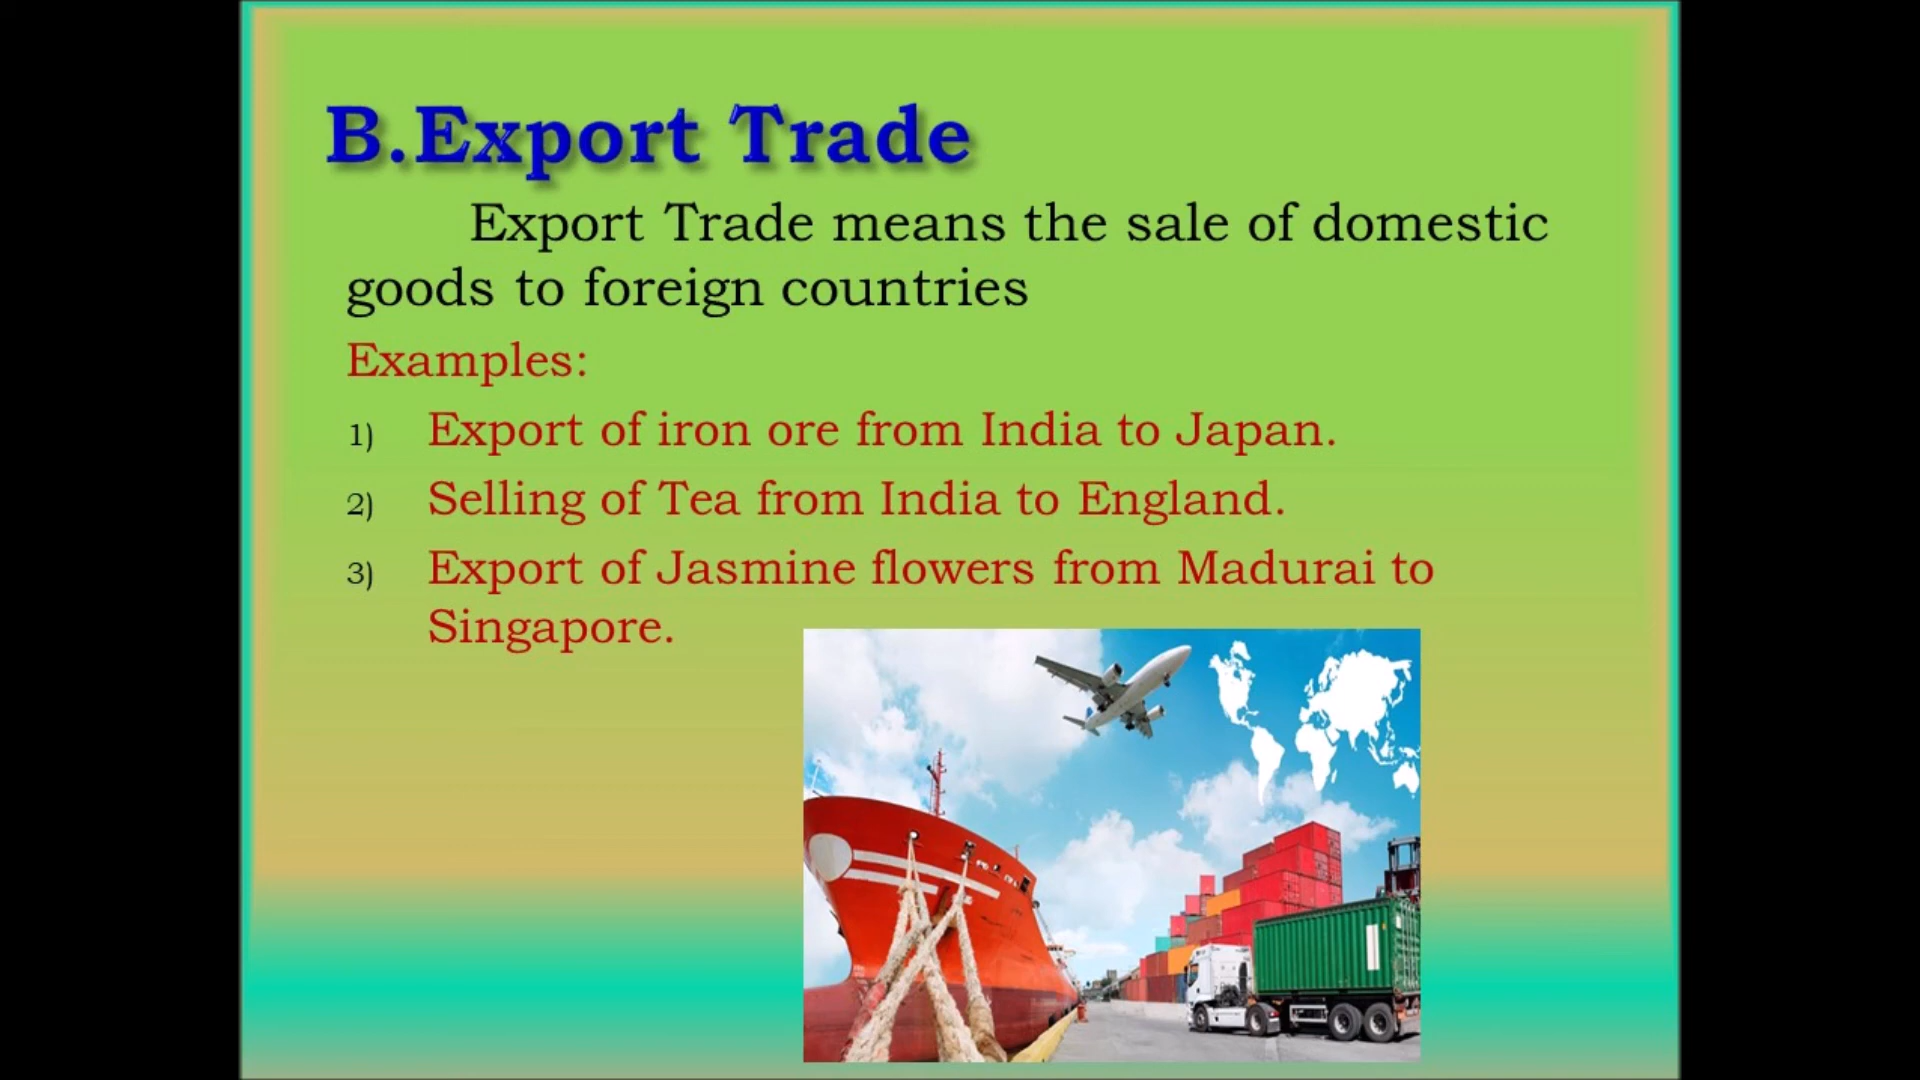 B.Export Trade
Export Trade means the sale of domestic
goods to foreign countries
Examples:
1) Export of iron ore from India to Japan.
2) Selling of Tea from India to England.
3) Export of Jasmine flowers from Madurai to
Singapore.